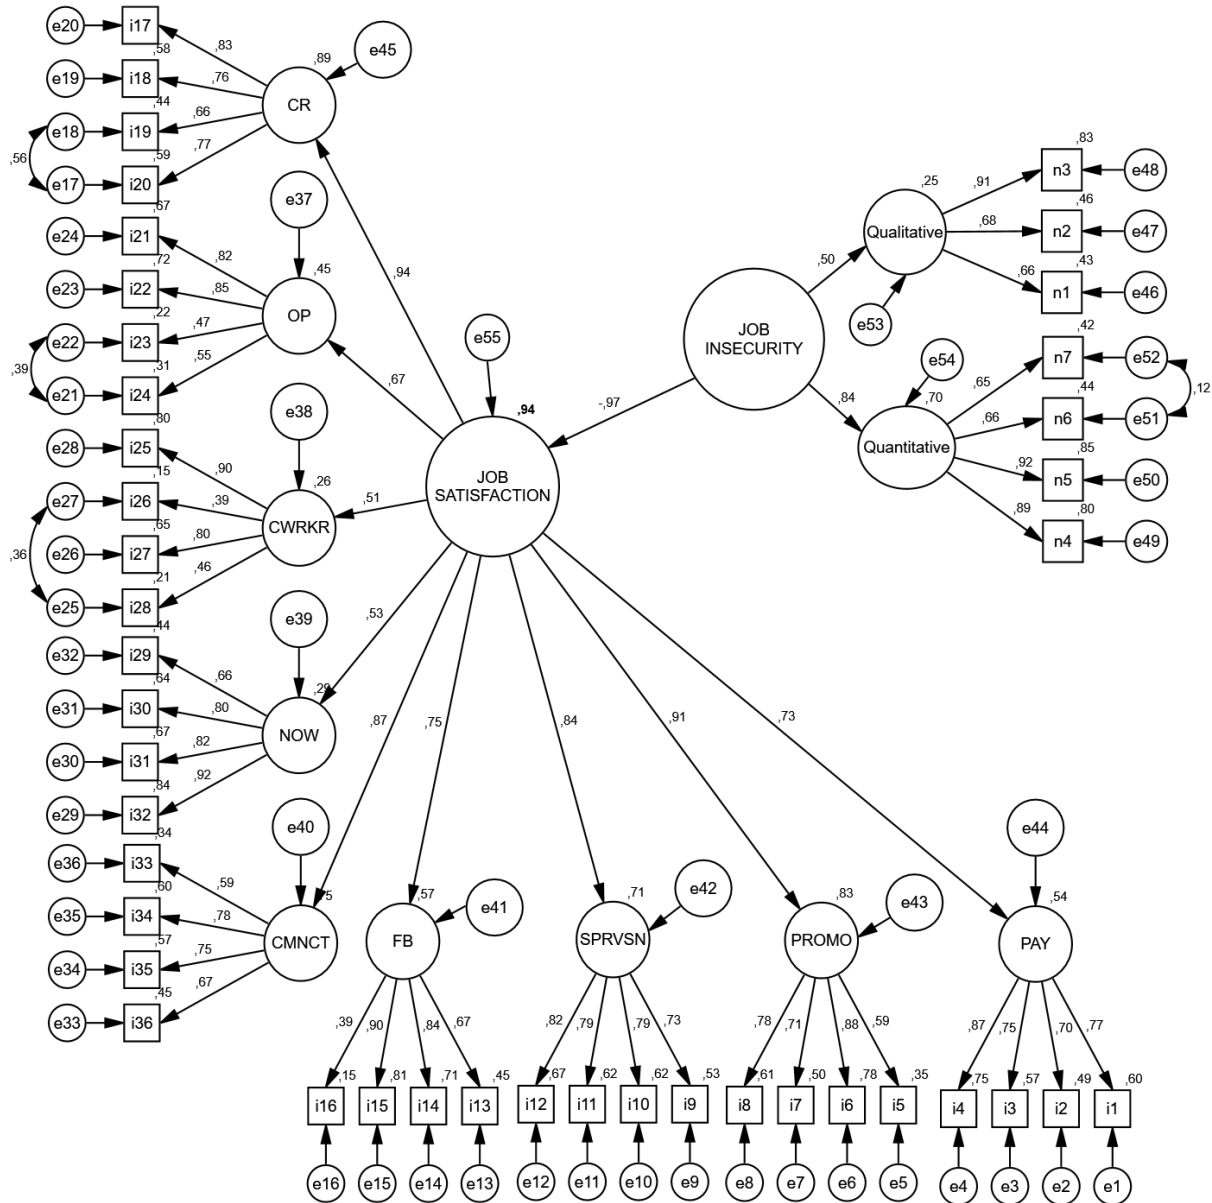 e20 i17 ,83 ,89 e45
,58
e19 i18 ,76 CR
,44
e18 i19 ,66
,56 ,59 ,77
e17 i20
,67
e37
e24 i21 ,82 ,45
,72
e23 i22 ,85 OP
,22
e22 i23 ,47
,39 ,31 ,55
e21 i24
,80
e38
e28 i25 ,90 ,26
,15
e27 i26 ,39 CWRKR
,65
e26 i27 ,80
,36 ,21 ,46
e25 i28
,44
e39
e32 i29 ,66 ,29
,64
e31 i30 ,80 NOW
,67
e30 i31 ,82
,84 ,92
e29 i32
,34
e40
e36 i33 ,59
,60
e35 i34 ,78 CMNCT
,57
e34 i35 ,75
,45 ,67
e33 i36
,94
,67
,51
,53
,87
,75
,84
,91
,73
e55
,94
JOB
SATISFACTION
-,97
JOB
INSECURITY
,50
,84
,25
Qualitative
e53
,91 ,83 n3 e48
,68 ,46 n2 e47
,66 ,43 n1 e46
e54
,70
Quantitative
,65 ,42 n7 e52
,12
,66 ,44 n6 e51
,92 ,85 n5 e50
,89 ,80 n4 e49
,57 e41
FB
,39 ,90 ,84 ,67
,15 ,81 ,71 ,45
i16 i15 i14 i13
e16 e15 e14 e13
,71 e42
SPRVSN
,82 ,79 ,79 ,73
,67 ,62 ,62 ,53
i12 i11 i10 i9
e12 e11 e10 e9
,83 e43
PROMO
,78 ,71 ,88 ,59
,61 ,50 ,78 ,35
i8 i7 i6 i5
e8 e7 e6 e5
e44
,54
PAY
,87 ,75 ,70 ,77
,75 ,57 ,49 ,60
i4 i3 i2 i1
e4 e3 e2 e1